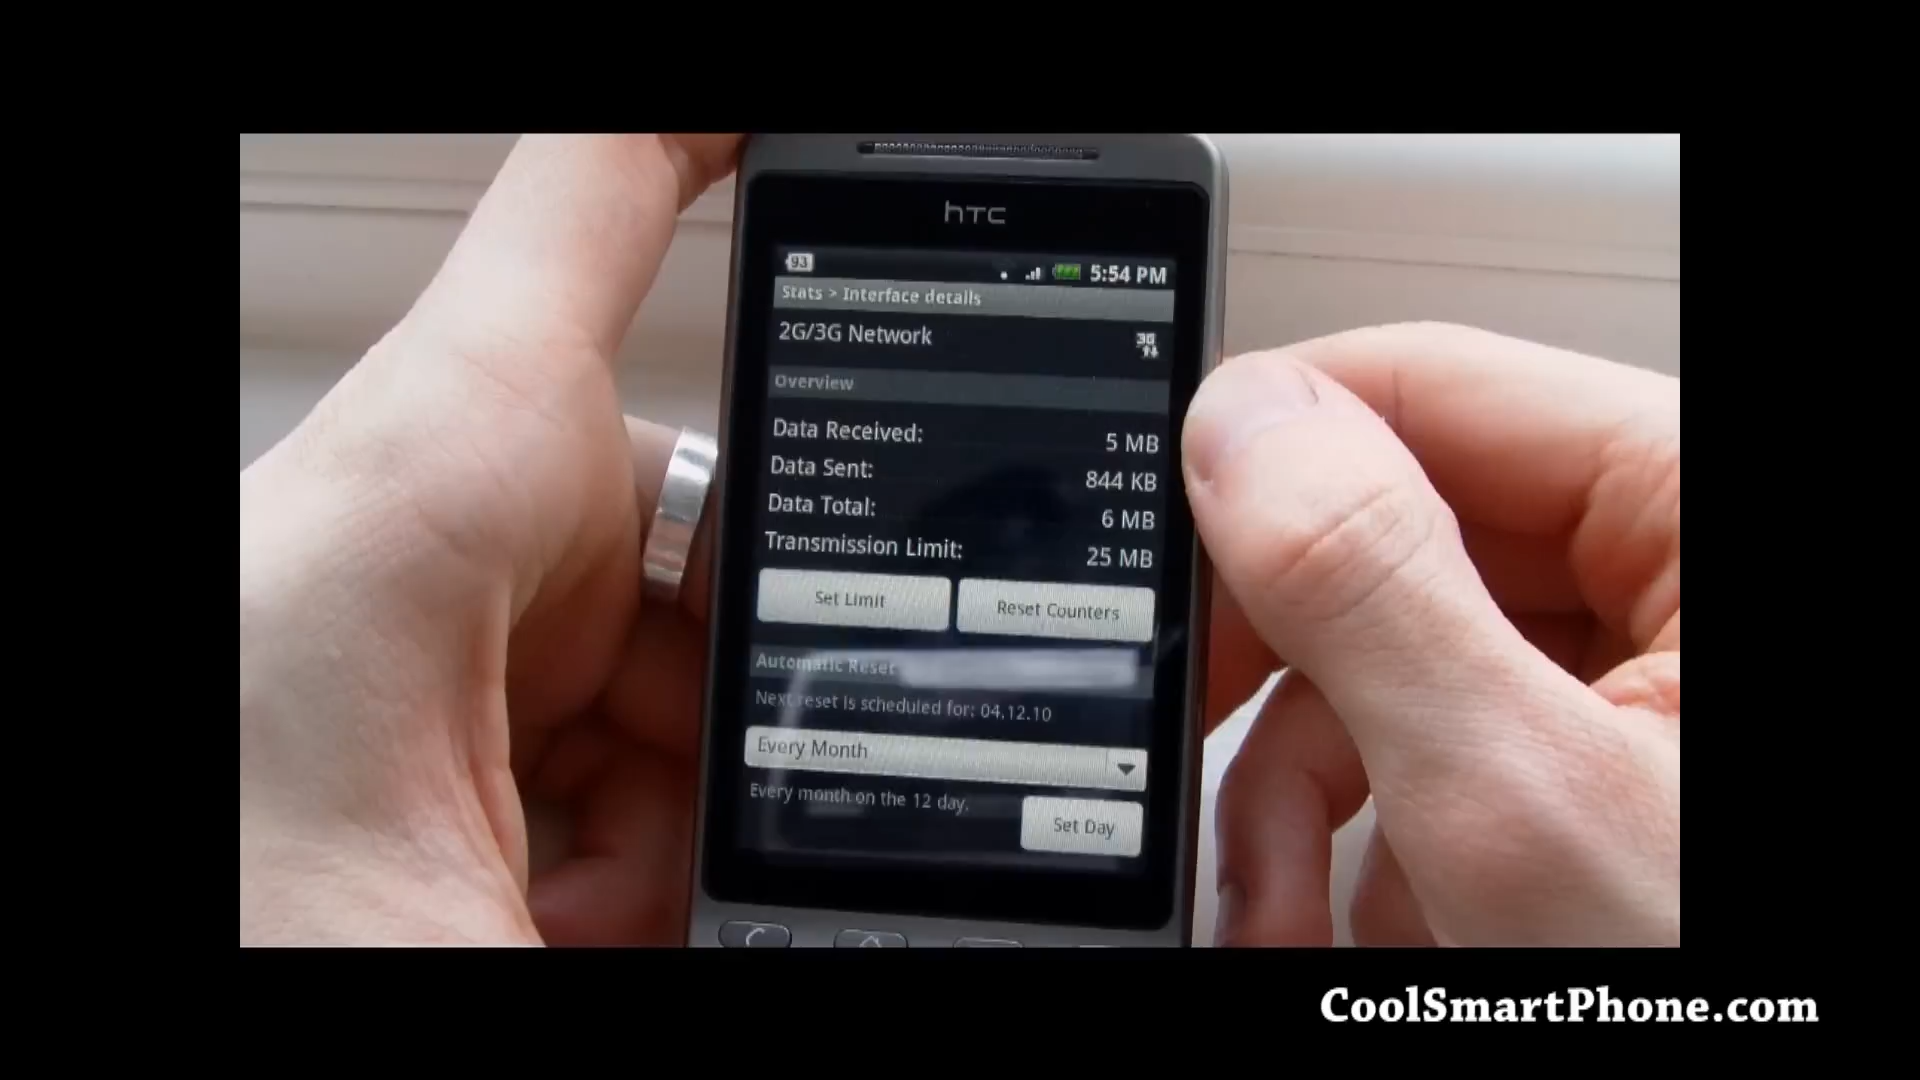 hTC
93
5:54 PM
Stats > Interface details
2G/3G Network
3G
Overview
Data Received: 5 MB
Data Sent: 844 KB
Data Total: 6 MB
Transmission Limit: 25 MB
Set Limit Reset Counters
Automatic Reset
Next reset is scheduled for: 04.12.10
Every Month
Every month on the 12 day.
Set Day
CoolSmartPhone.com